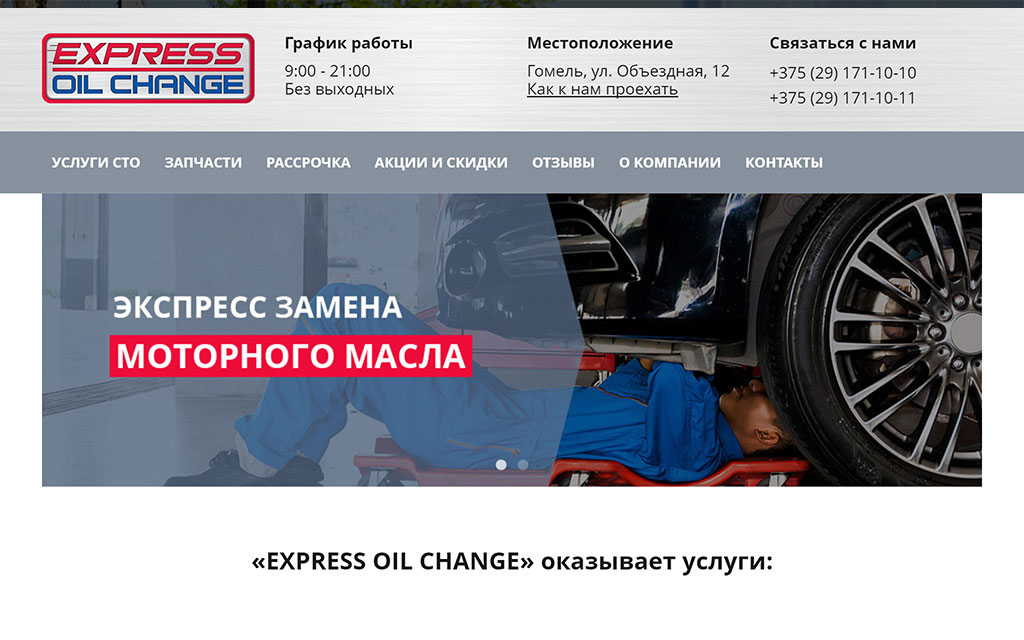 EXPRESS
OIL CHANGE
График работы
9:00 - 21:00
Без выходных
Местоположение
Гомель, ул. Объездная, 12
Как к нам проехать
Связаться с нами
+375 (29) 171-10-10
+375 (29) 171-10-11
УСЛУГИ СТО ЗАПЧАСТИ РАССРОЧКА АКЦИИ И СКИДКИ ОТЗЫВЫ О КОМПАНИИ КОНТАКТЫ
ЭКСПРЕСС ЗАМЕНА
МОТОРНОГО МАСЛА
«EXPRESS OIL CHANGE» оказывает услуги: